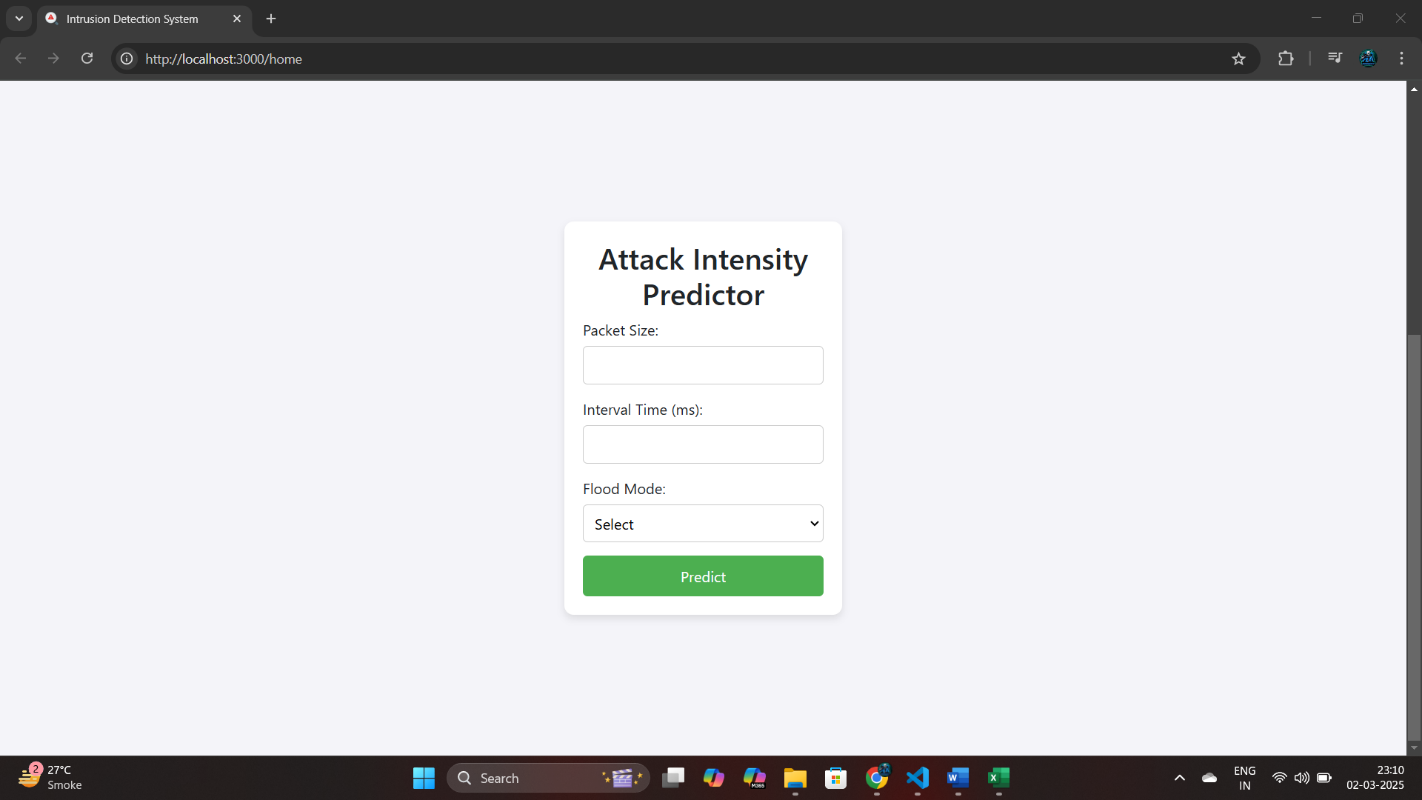 Intrusion Detection System
http://localhost:3000/home
Attack Intensity
Predictor
Packet Size:
Interval Time (ms):
Flood Mode:
Select
Predict
2
27°C
Smoke
Search
ENG
IN
23:10
02-03-2025